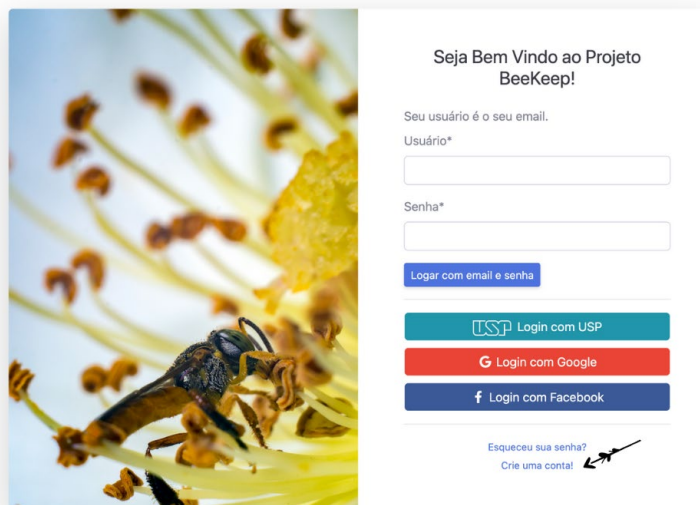 Seja Bem Vindo ao Projeto
BeeKeep!
Seu usuário é o seu email.
Usuário*
Senha*
Logar com email e senha
USP Login com USP
G Login com Google
f Login com Facebook
Esqueceu sua senha?
Crie uma conta!